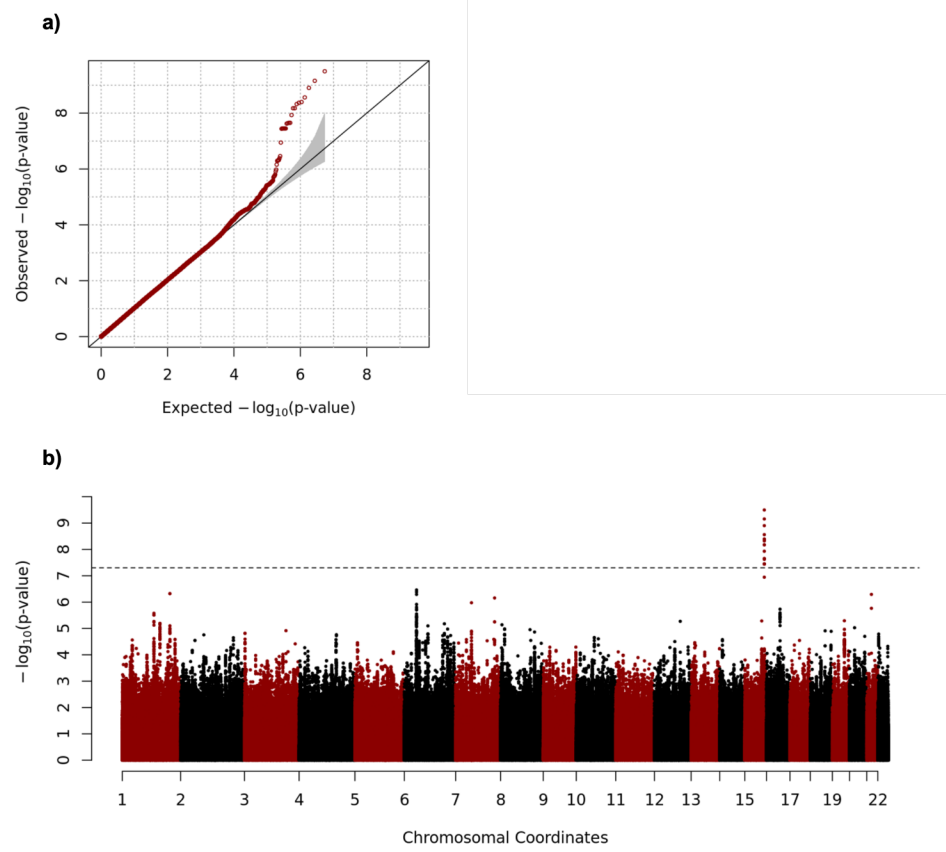 a)
Observed −log₁₀(p-value)
8
6
4
2
0
0 2 4 6 8
Expected −log₁₀(p-value)
b)
− log₁₀(p-value)
9
8
7
6
5
4
3
2
1
0
1 2 3 4 5 6 7 8 9 10 11 12 13 15 17 19 22
Chromosomal Coordinates